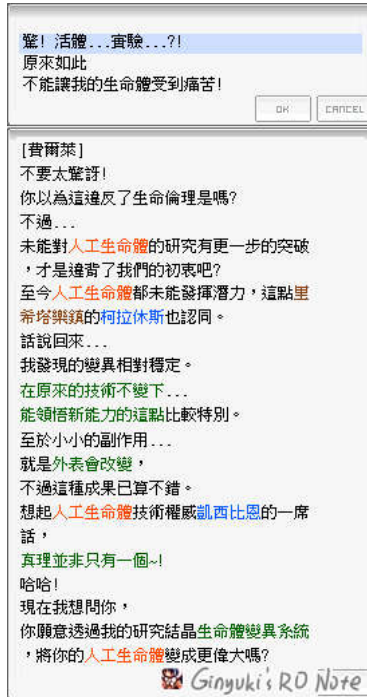 驚! 活體...實驗...?!
原來如此
不能讓我的生命體受到痛苦!
OK
CANCEL
[費爾萊]
不要太驚訝!
你以為這違反了生命倫理是嗎?
不過...
未能對人工生命體的研究有更一步的突破
，才是違背了我們的初衷吧?
至今人工生命體都未能發揮潛力，這點里
希塔樂鎮的柯拉休斯也認同。
話說回來...
我發現的變異相對穩定。
在原來的技術不變下...
能領悟新能力的這點比較特別。
至於小小的副作用...
就是外表會改變，
不過這種成果已算不錯。
想起人工生命體技術權威凱西比恩的一席
話，
真理並非只有一個~!
哈哈!
現在我想問你，
你願意透過我的研究結晶生命體變異系統
，將你的人工生命體變成更偉大嗎?
Ginyuki's RO Note